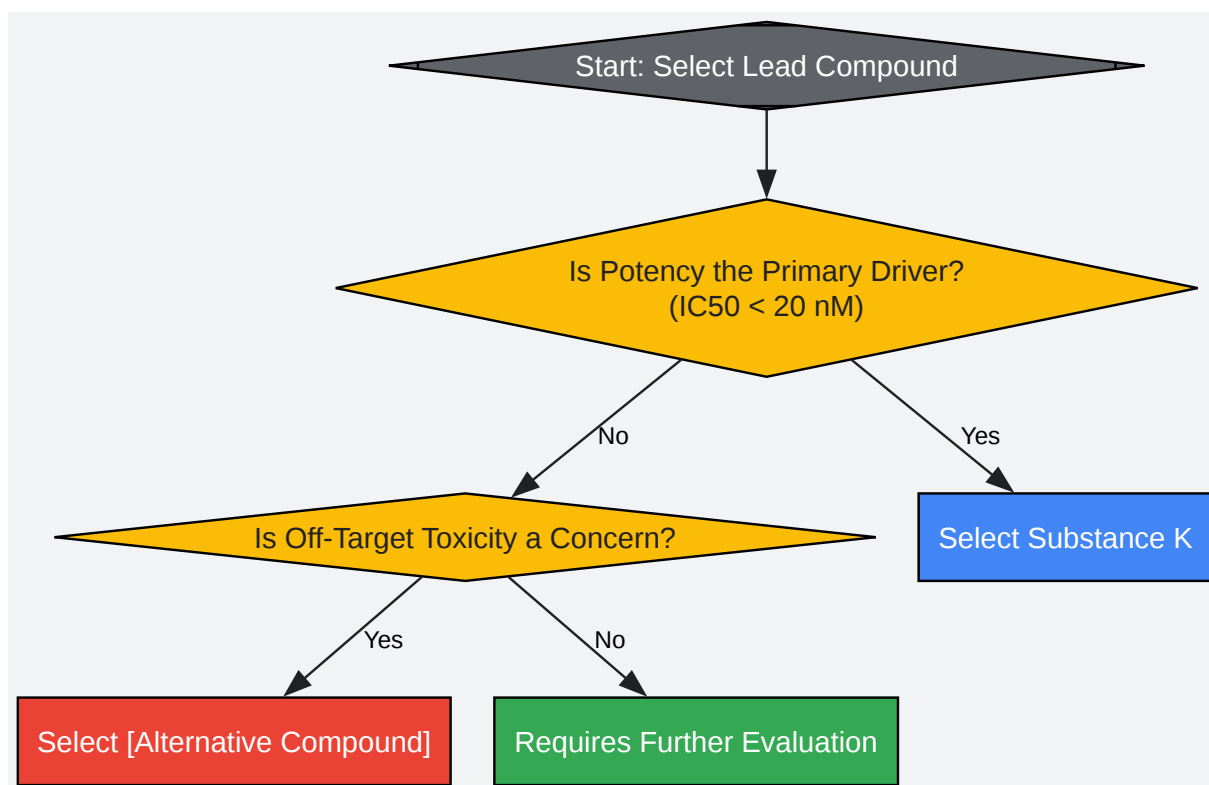 Start: Select Lead Compound
Is Potency the Primary Driver?
(IC50 < 20 nM)
No
Yes
Is Off-Target Toxicity a Concern?
Select Substance K
Yes
No
Select [Alternative Compound]
Requires Further Evaluation